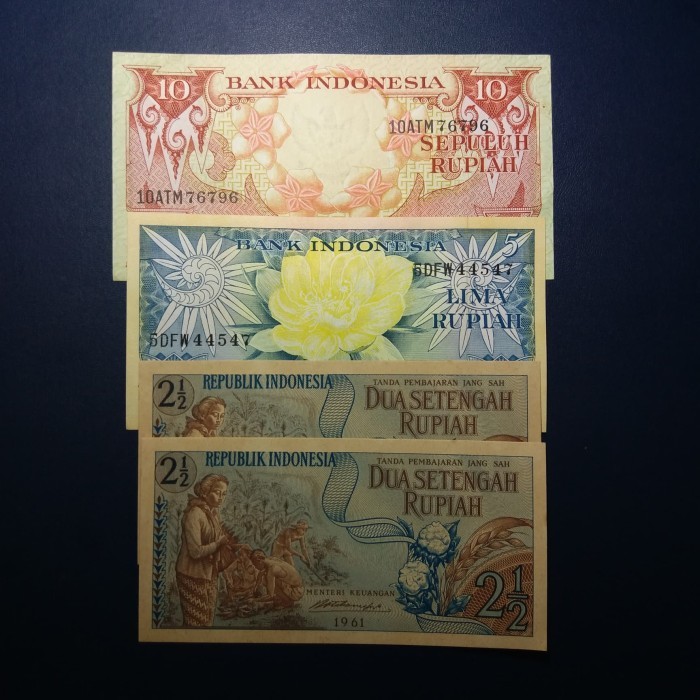 10 BANK INDONESIA 10
10ATM76796
SEPULUH
RUPIAH
10ATM76796
BANK INDONESIA 5
5DFW44547
LIMA
RUPIAH
5DFW44547
2½ REPUBLIK INDONESIA TANDA PEMBAJARAN JANG SAH
DUA SETENGAH
RUPIAH
2½ REPUBLIK INDONESIA TANDA PEMBAJARAN JANG SAH
DUA SETENGAH
RUPIAH
MENTERI KEUANGAN
1961
2½